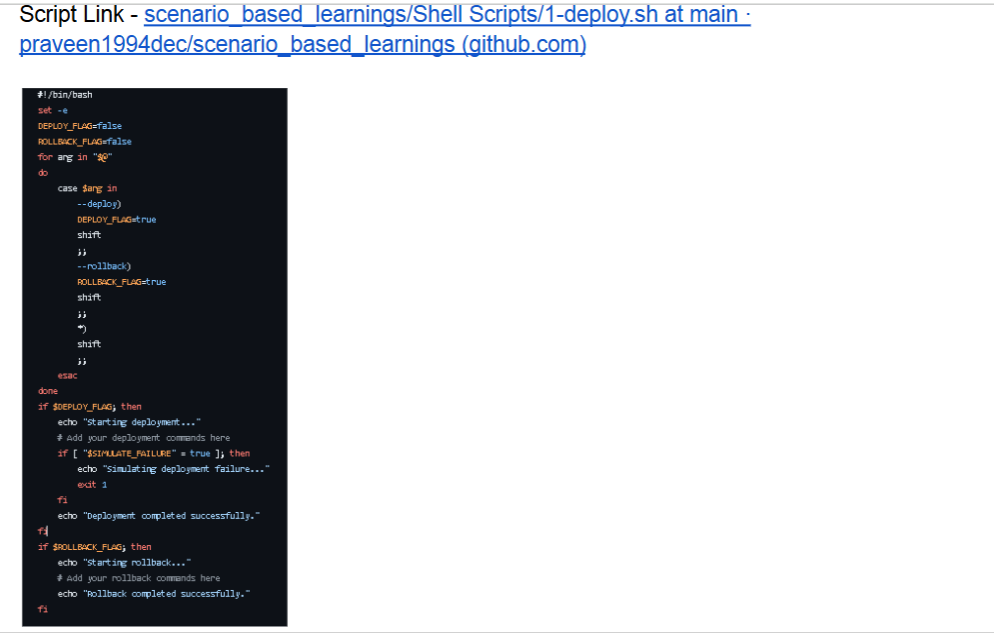 Script Link - scenario_based_learnings/Shell Scripts/1-deploy.sh at main ·
praveen1994dec/scenario_based_learnings (github.com)
#!/bin/bash
set -e
DEPLOY_FLAG=false
ROLLBACK_FLAG=false
for arg in "$@"
do
    case $arg in
        --deploy)
        DEPLOY_FLAG=true
        shift
        ;;
        --rollback)
        ROLLBACK_FLAG=true
        shift
        ;;
        *)
        shift
        ;;
    esac
done
if $DEPLOY_FLAG; then
    echo "Starting deployment..."
    # Add your deployment commands here
    if [ "$SIMULATE_FAILURE" = true ]; then
        echo "Simulating deployment failure..."
        exit 1
    fi
    echo "Deployment completed successfully."
fi
if $ROLLBACK_FLAG; then
    echo "Starting rollback..."
    # Add your rollback commands here
    echo "Rollback completed successfully."
fi